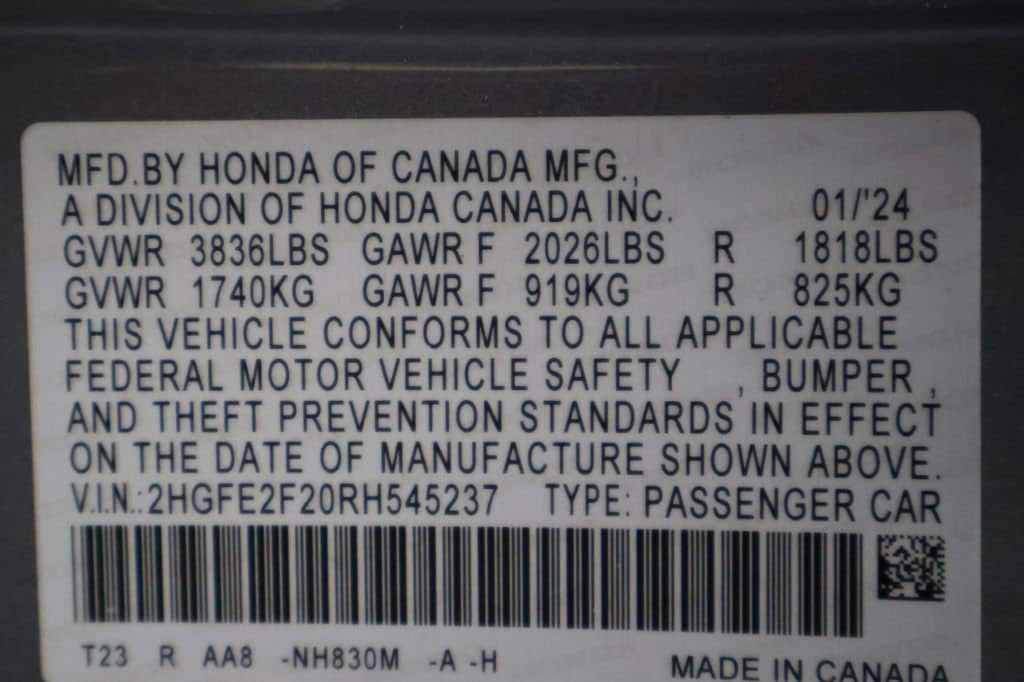 MFD.BY HONDA OF CANADA MFG.,
A DIVISION OF HONDA CANADA INC. 01/'24
GVWR 3836LBS GAWR F 2026LBS R 1818LBS
GVWR 1740KG GAWR F 919KG R 825KG
THIS VEHICLE CONFORMS TO ALL APPLICABLE
FEDERAL MOTOR VEHICLE SAFETY , BUMPER ,
AND THEFT PREVENTION STANDARDS IN EFFECT
ON THE DATE OF MANUFACTURE SHOWN ABOVE.
V.I.N.:2HGFE2F20RH545237 TYPE: PASSENGER CAR
T23 R AA8 -NH830M -A -H MADE IN CANADA